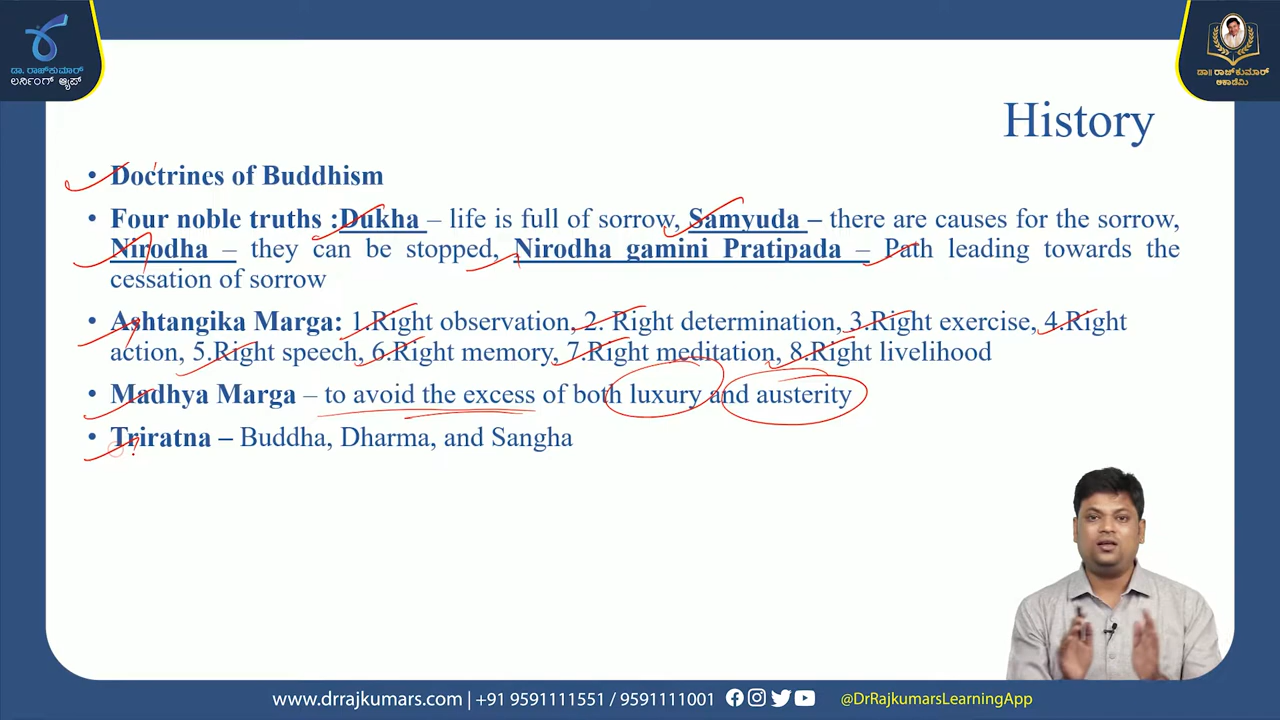 ಡಾ. ರಾಜ್‌ಕುಮಾರ್
ಲರ್ನಿಂಗ್ ಆ್ಯಪ್
ಡಾ|| ರಾಜ್‌ಕುಮಾರ್
ಅಕಾಡೆಮಿ
History
• Doctrines of Buddhism
• Four noble truths :Dukha – life is full of sorrow, Samyuda – there are causes for the sorrow,
Nirodha – they can be stopped, Nirodha gamini Pratipada – Path leading towards the
cessation of sorrow
• Ashtangika Marga: 1.Right observation, 2. Right determination, 3.Right exercise, 4.Right
action, 5.Right speech, 6.Right memory, 7.Right meditation, 8.Right livelihood
• Madhya Marga – to avoid the excess of both luxury and austerity
• Triratna – Buddha, Dharma, and Sangha
www.drrajkumars.com | +91 9591111551 / 9591111001 @DrRajkumarsLearningApp